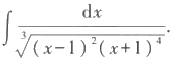 ∫ dx / ∛((x-1)²(x+1)⁴).